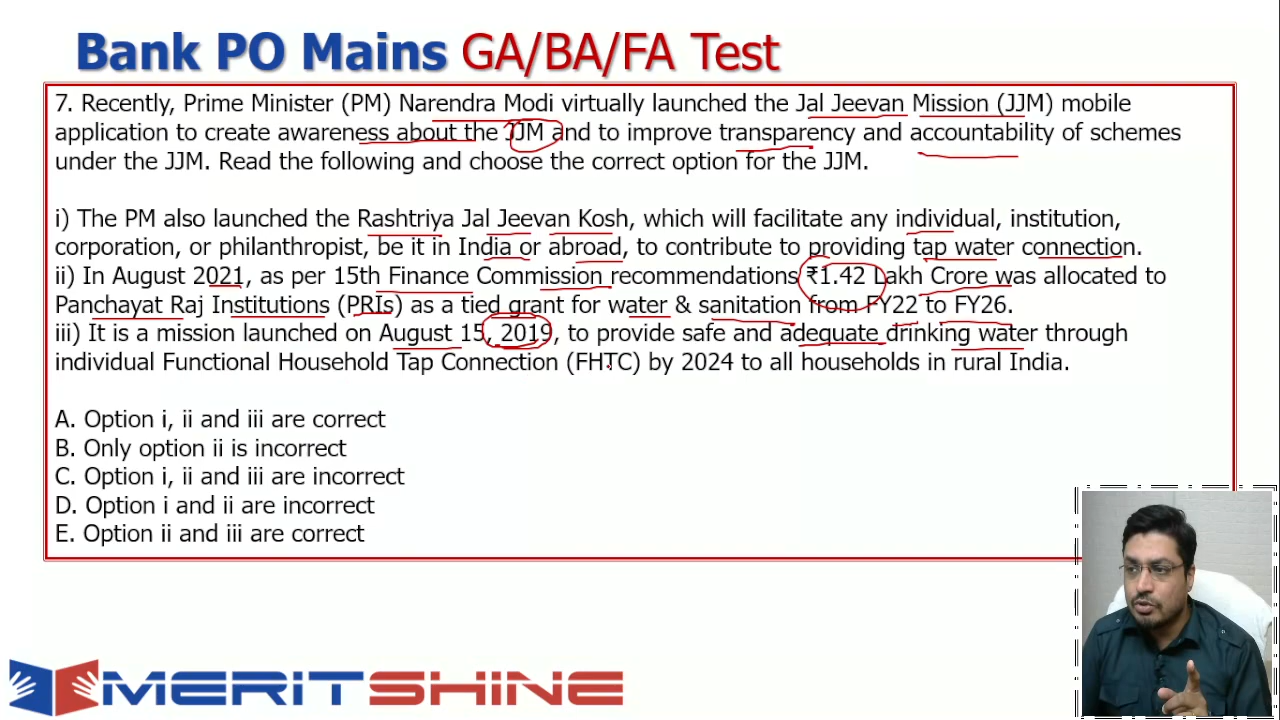 Bank PO Mains GA/BA/FA Test
7. Recently, Prime Minister (PM) Narendra Modi virtually launched the Jal Jeevan Mission (JJM) mobile
application to create awareness about the JJM and to improve transparency and accountability of schemes
under the JJM. Read the following and choose the correct option for the JJM.
i) The PM also launched the Rashtriya Jal Jeevan Kosh, which will facilitate any individual, institution,
corporation, or philanthropist, be it in India or abroad, to contribute to providing tap water connection.
ii) In August 2021, as per 15th Finance Commission recommendations ₹1.42 Lakh Crore was allocated to
Panchayat Raj Institutions (PRIs) as a tied grant for water & sanitation from FY22 to FY26.
iii) It is a mission launched on August 15, 2019, to provide safe and adequate drinking water through
individual Functional Household Tap Connection (FHTC) by 2024 to all households in rural India.
A. Option i, ii and iii are correct
B. Only option ii is incorrect
C. Option i, ii and iii are incorrect
D. Option i and ii are incorrect
E. Option ii and iii are correct
MERITSHINE